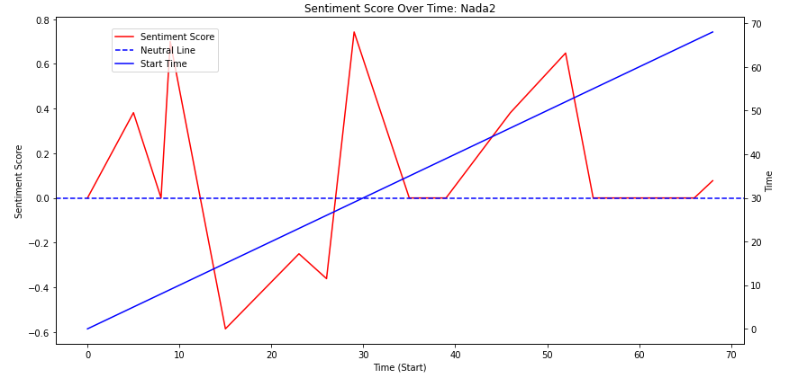 Sentiment Score Over Time: Nada2
Sentiment Score
Neutral Line
Start Time
0.8
0.6
0.4
0.2
0.0
−0.2
−0.4
−0.6
Sentiment Score
70
60
50
40
30
20
10
0
Time
0 10 20 30 40 50 60 70
Time (Start)